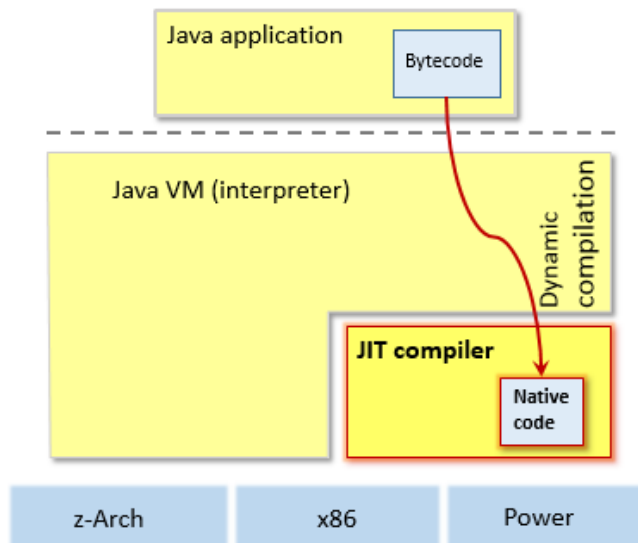 Java application
Bytecode
Java VM (interpreter)
Dynamic
compilation
JIT compiler
Native
code
z-Arch
x86
Power